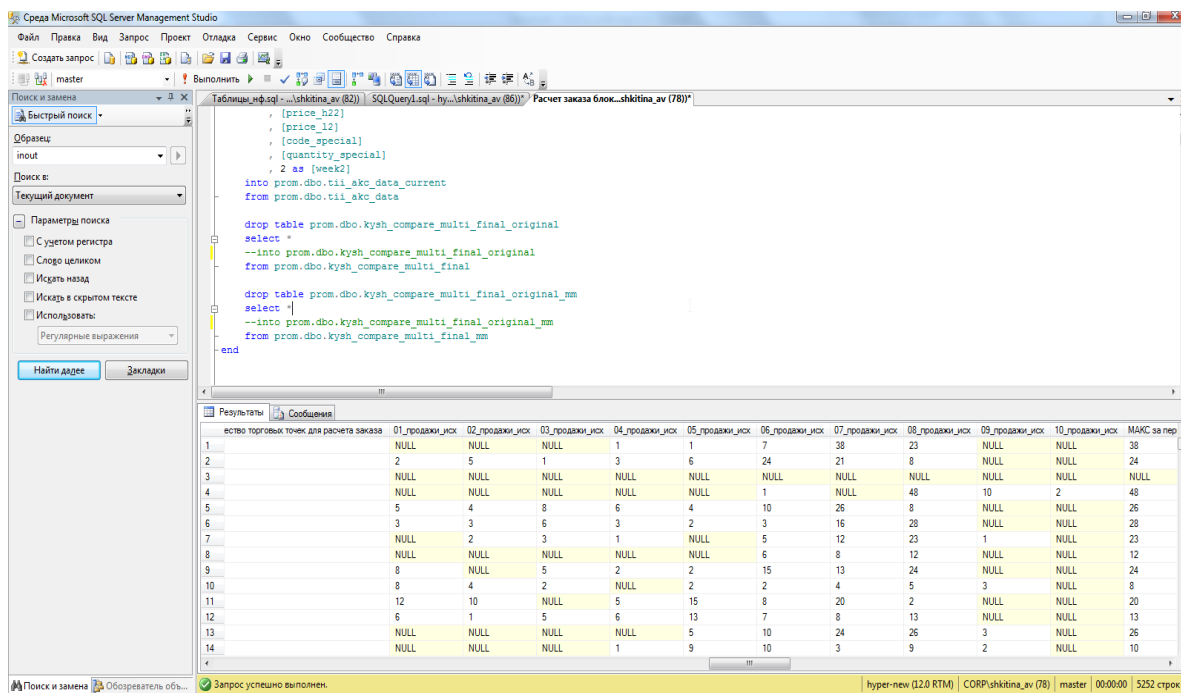 Среда Microsoft SQL Server Management Studio
Файл Правка Вид Запрос Проект Отладка Сервис Окно Сообщество Справка
Создать запрос
master Выполнить
Поиск и замена
Быстрый поиск
Образец:
inout
Поиск в:
Текущий документ
Параметры поиска
С учетом регистра
Слово целиком
Искать назад
Искать в скрытом тексте
Использовать:
Регулярные выражения
Найти далее Закладки
Таблицы_нф.sql - ...\shkitina_av (82)) SQLQuery1.sql - hy...\shkitina_av (86))* Расчет заказа блок...shkitina_av (78))*
, [price_h22]
, [price_l2]
, [code_special]
, [quantity_special]
, 2 as [week2]
into prom.dbo.tii_akc_data_current
from prom.dbo.tii_akc_data
drop table prom.dbo.kysh_compare_multi_final_original
select *
--into prom.dbo.kysh_compare_multi_final_original
from prom.dbo.kysh_compare_multi_final
drop table prom.dbo.kysh_compare_multi_final_original_mm
select *
--into prom.dbo.kysh_compare_multi_final_original_mm
from prom.dbo.kysh_compare_multi_final_mm
end
Результаты Сообщения
ество торговых точек для расчета заказа 01_продажи_исх 02_продажи_исх 03_продажи_исх 04_продажи_исх 05_продажи_исх 06_продажи_исх 07_продажи_исх 08_продажи_исх 09_продажи_исх 10_продажи_исх МАКС за пер
1 NULL NULL NULL 1 1 7 38 23 NULL NULL 38
2 2 5 1 3 6 24 21 8 NULL NULL 24
3 NULL NULL NULL NULL NULL NULL NULL NULL NULL NULL NULL
4 NULL NULL NULL NULL NULL 1 NULL 48 10 2 48
5 5 4 8 6 4 10 26 8 NULL NULL 26
6 3 3 6 3 2 3 16 28 NULL NULL 28
7 NULL 2 3 1 NULL 5 12 23 1 NULL 23
8 NULL NULL NULL NULL NULL 6 8 12 NULL NULL 12
9 8 NULL 5 2 2 15 13 24 NULL NULL 24
10 8 4 2 NULL 2 2 4 5 3 NULL 8
11 12 10 NULL 5 15 8 20 2 NULL NULL 20
12 6 1 5 6 13 7 8 13 NULL NULL 13
13 NULL NULL NULL NULL 5 10 24 26 3 NULL 26
14 NULL NULL NULL 1 9 10 3 9 2 NULL 10
Поиск и замена Обозреватель объ... Запрос успешно выполнен. hyper-new (12.0 RTM) CORP\shkitina_av (78) master 00:00:00 5252 строк